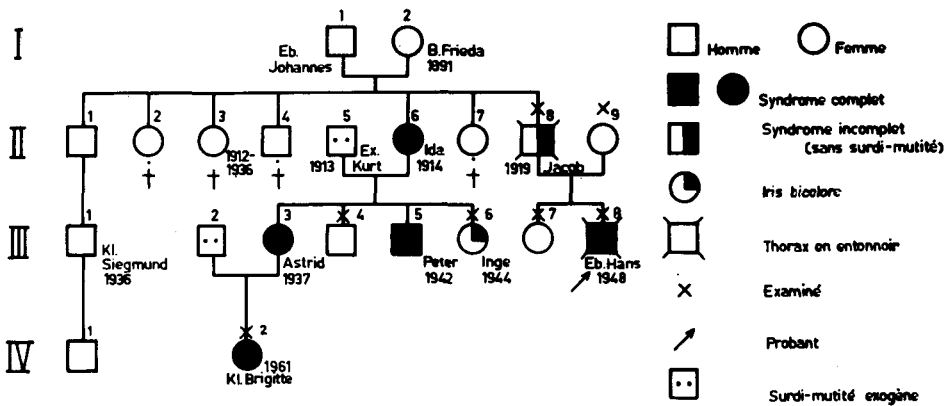 I
1 2
Eb. Johannes
B. Frieda
1891
II
1 2 3 4 5 6 7 8 9
1912-
1936
1913
Ex.
Kurt
Ida
1914
1919
Jacob
III
1 2 3 4 5 6 7 8
Kl.
Siegmund
1936
Astrid
1937
Peter
1942
Inge
1944
Eb. Hans
1948
IV
1 2
1961
Kl. Brigitte
Homme
Femme
Syndrome complet
Syndrome incomplet
(sans surdi-mutité)
Iris bicolore
Thorax en entonnoir
Examiné
Probant
Surdi-mutité exogène